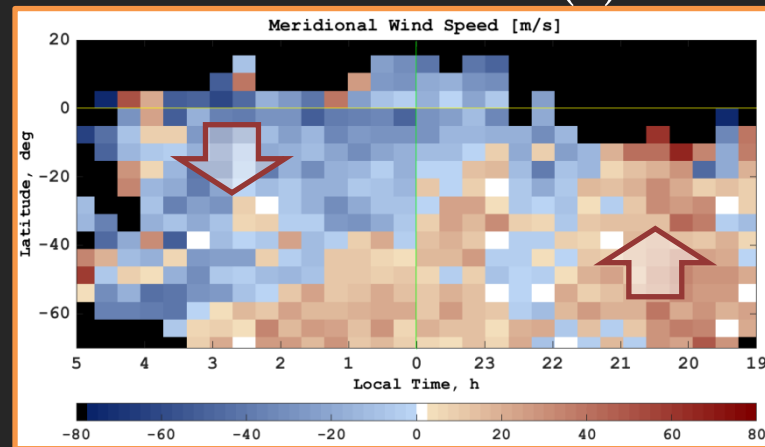 Meridional Wind Speed [m/s]
20
0
-20
-40
-60
Latitude, deg
5 4 3 2 1 0 23 22 21 20 19
Local Time, h
-80 -60 -40 -20 0 20 40 60 80